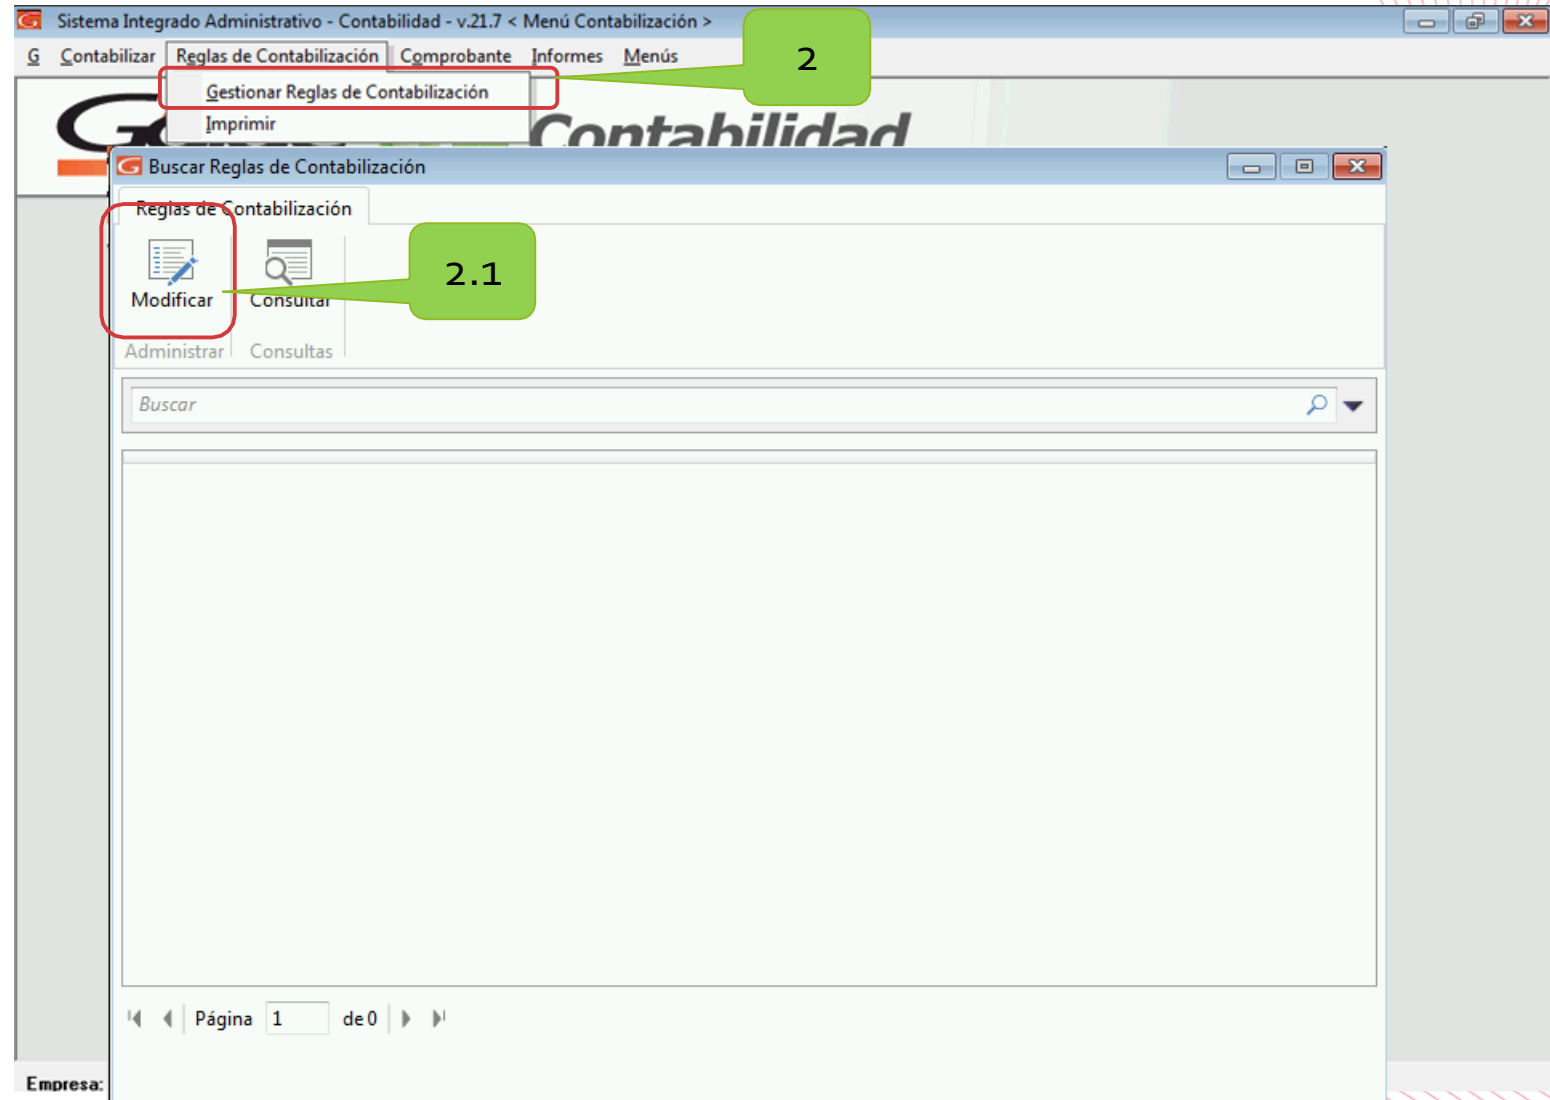 Sistema Integrado Administrativo - Contabilidad - v.21.7 < Menú Contabilización >
G Contabilizar Reglas de Contabilización Comprobante Informes Menús
2
Gestionar Reglas de Contabilización
Imprimir
Contabilidad
Buscar Reglas de Contabilización
Reglas de Contabilización
2.1
Modificar Consultar
Administrar Consultas
Buscar
Página 1 de 0
Empresa: